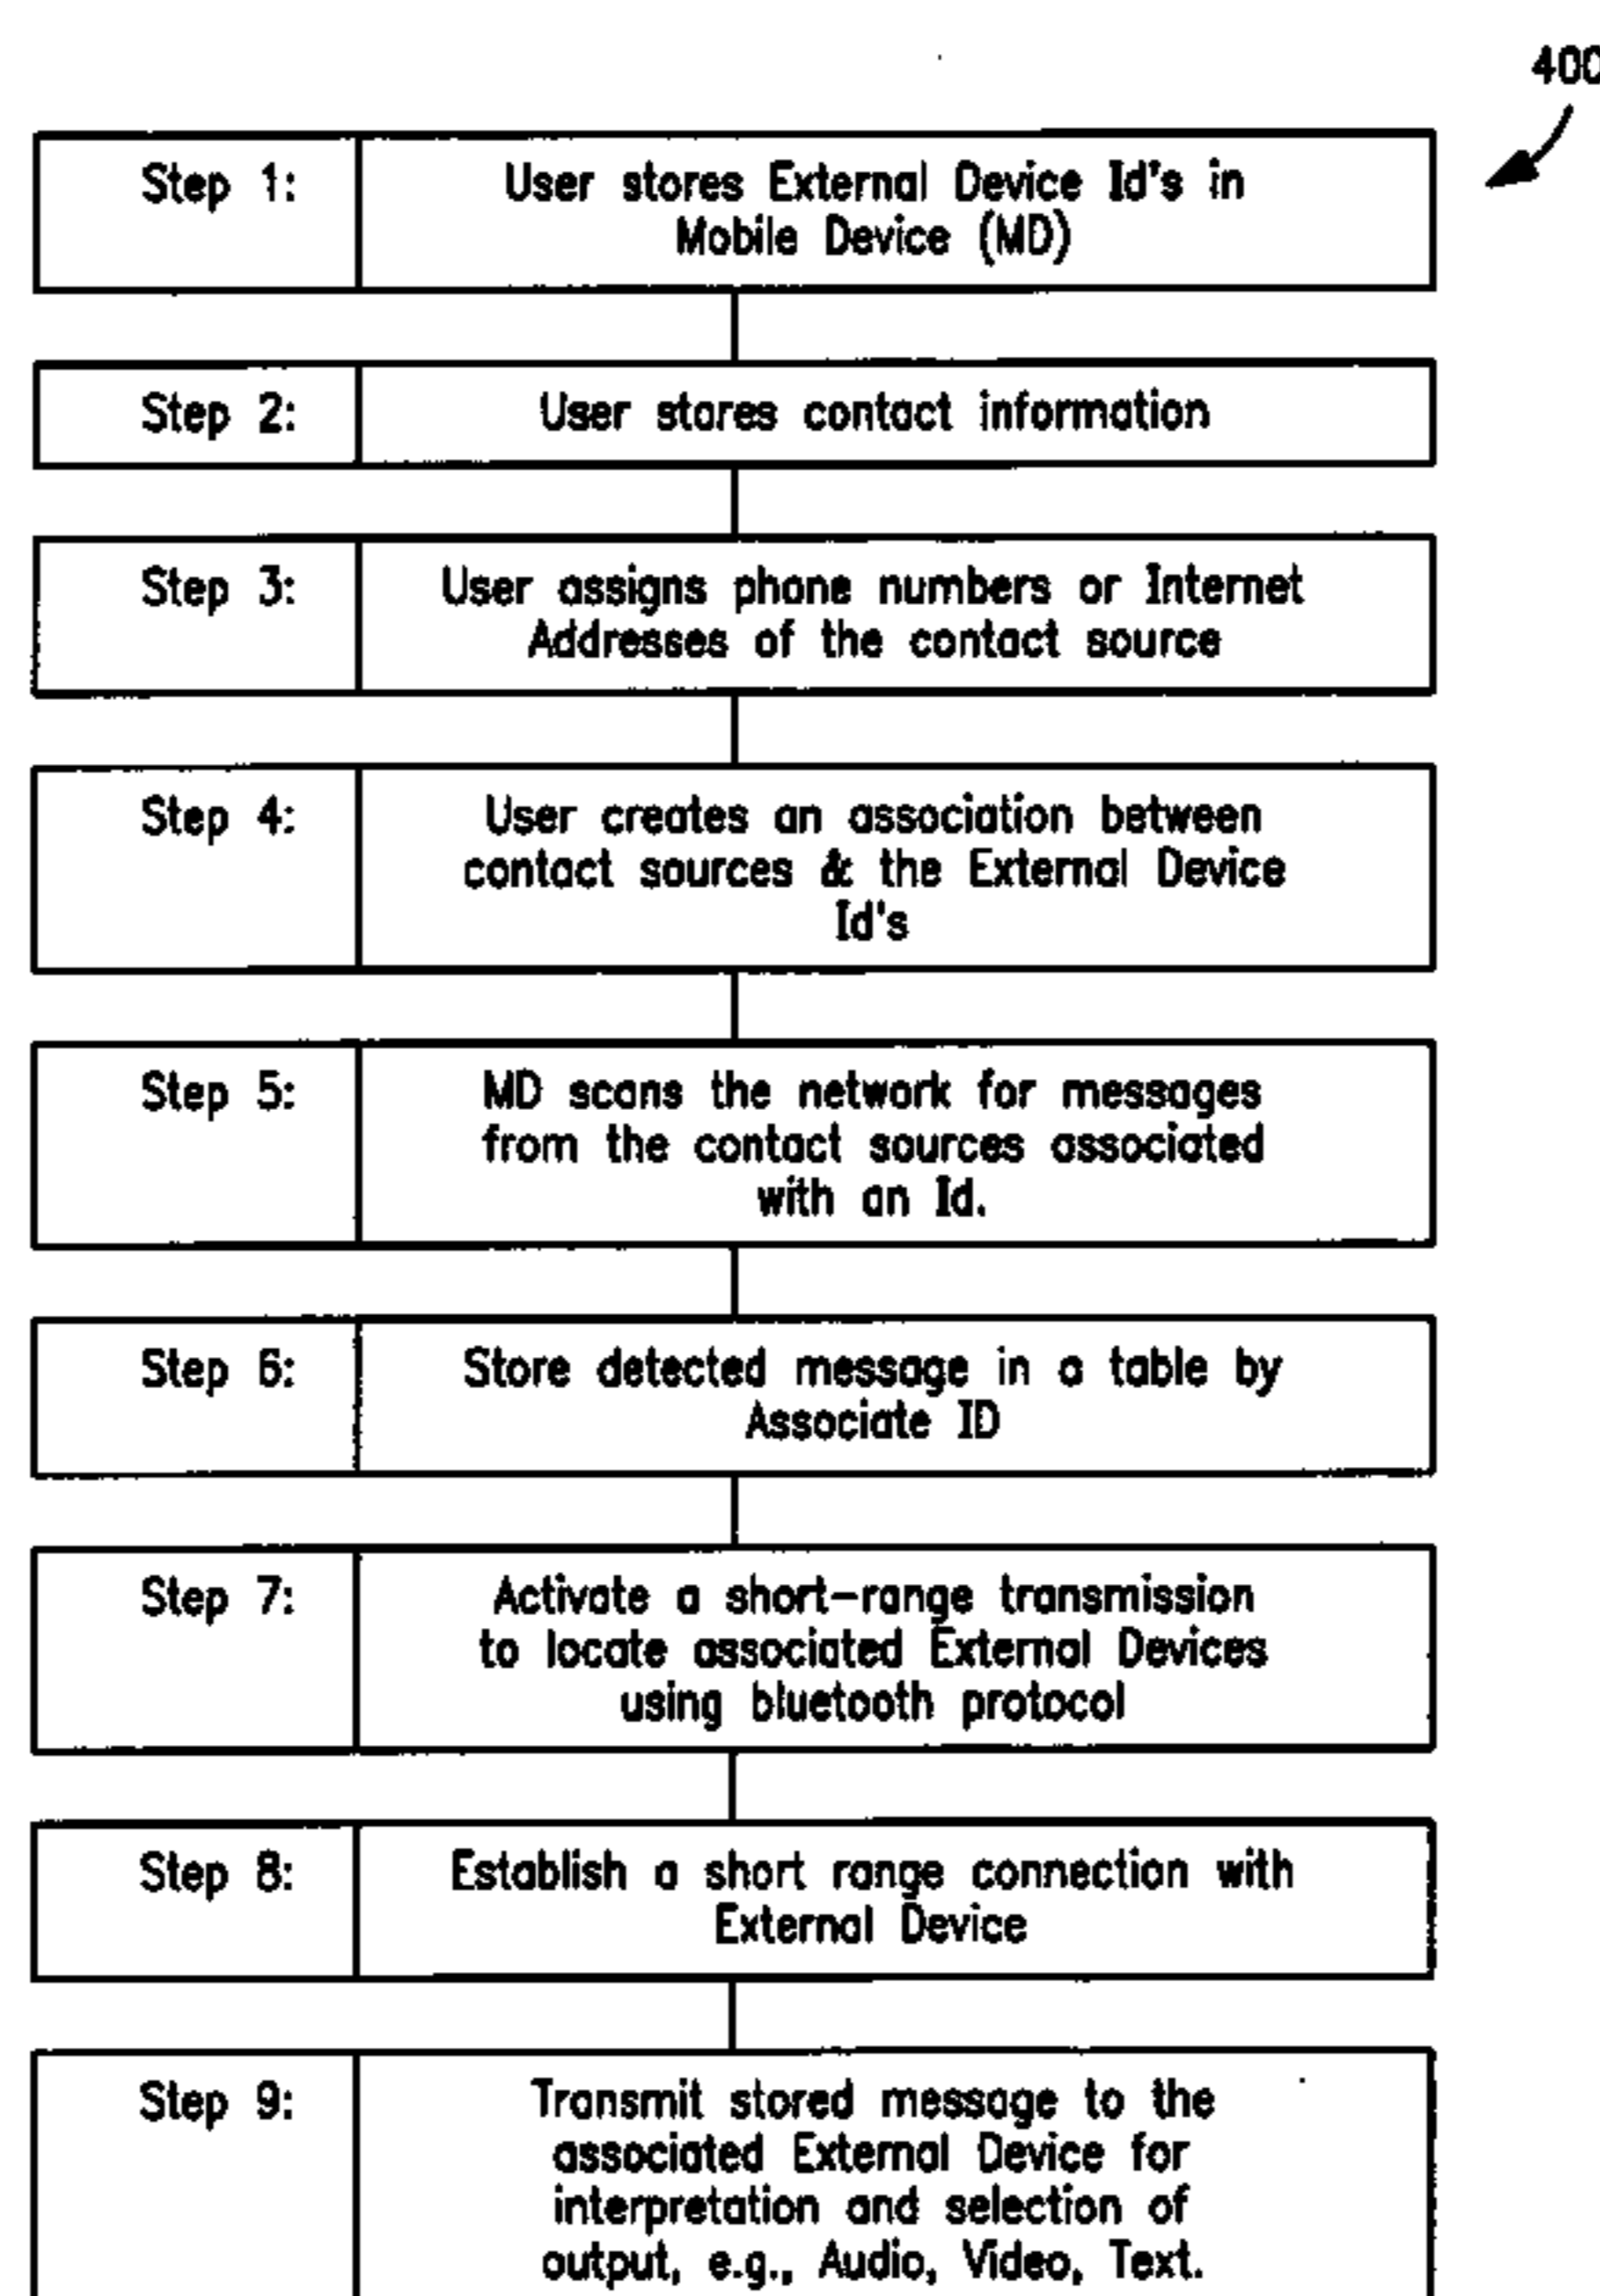 400
Step 1:
User stores External Device Id's in
Mobile Device (MD)
Step 2:
User stores contact information
Step 3:
User assigns phone numbers or Internet
Addresses of the contact source
Step 4:
User creates an association between
contact sources & the External Device
Id's
Step 5:
MD scans the network for messages
from the contact sources associated
with an Id.
Step 6:
Store detected message in a table by
Associate ID
Step 7:
Activate a short-range transmission
to locate associated External Devices
using bluetooth protocol
Step 8:
Establish a short range connection with
External Device
Step 9:
Transmit stored message to the
associated External Device for
interpretation and selection of
output, e.g., Audio, Video, Text.